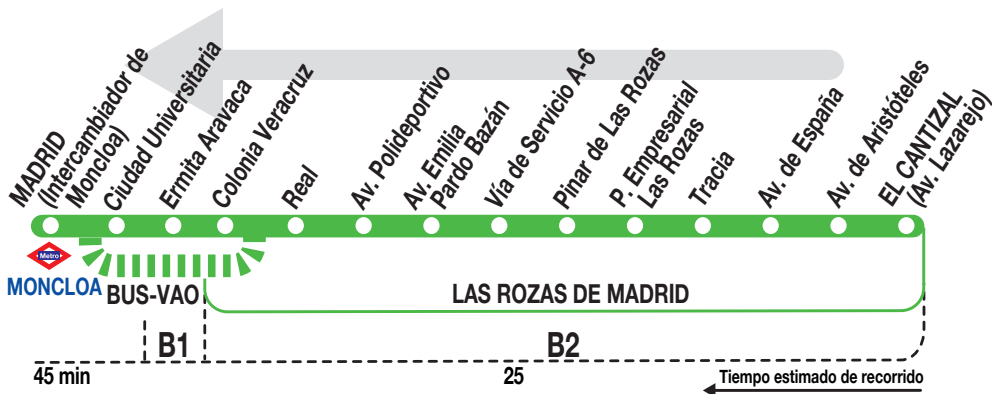 MADRID
(Intercambiador de
Moncloa)
Ciudad Universitaria
Ermita Aravaca
Colonia Veracruz
Real
Av. Polideportivo
Av. Emilia
Pardo Bazán
Vía de Servicio A-6
Pinar de Las Rozas
P. Empresarial
Las Rozas
Tracia
Av. de España
Av. de Aristóteles
EL CANTIZAL
(Av. Lazarejo)
Metro
MONCLOA
BUS-VAO
LAS ROZAS DE MADRID
B1
B2
45 min
25
Tiempo estimado de recorrido